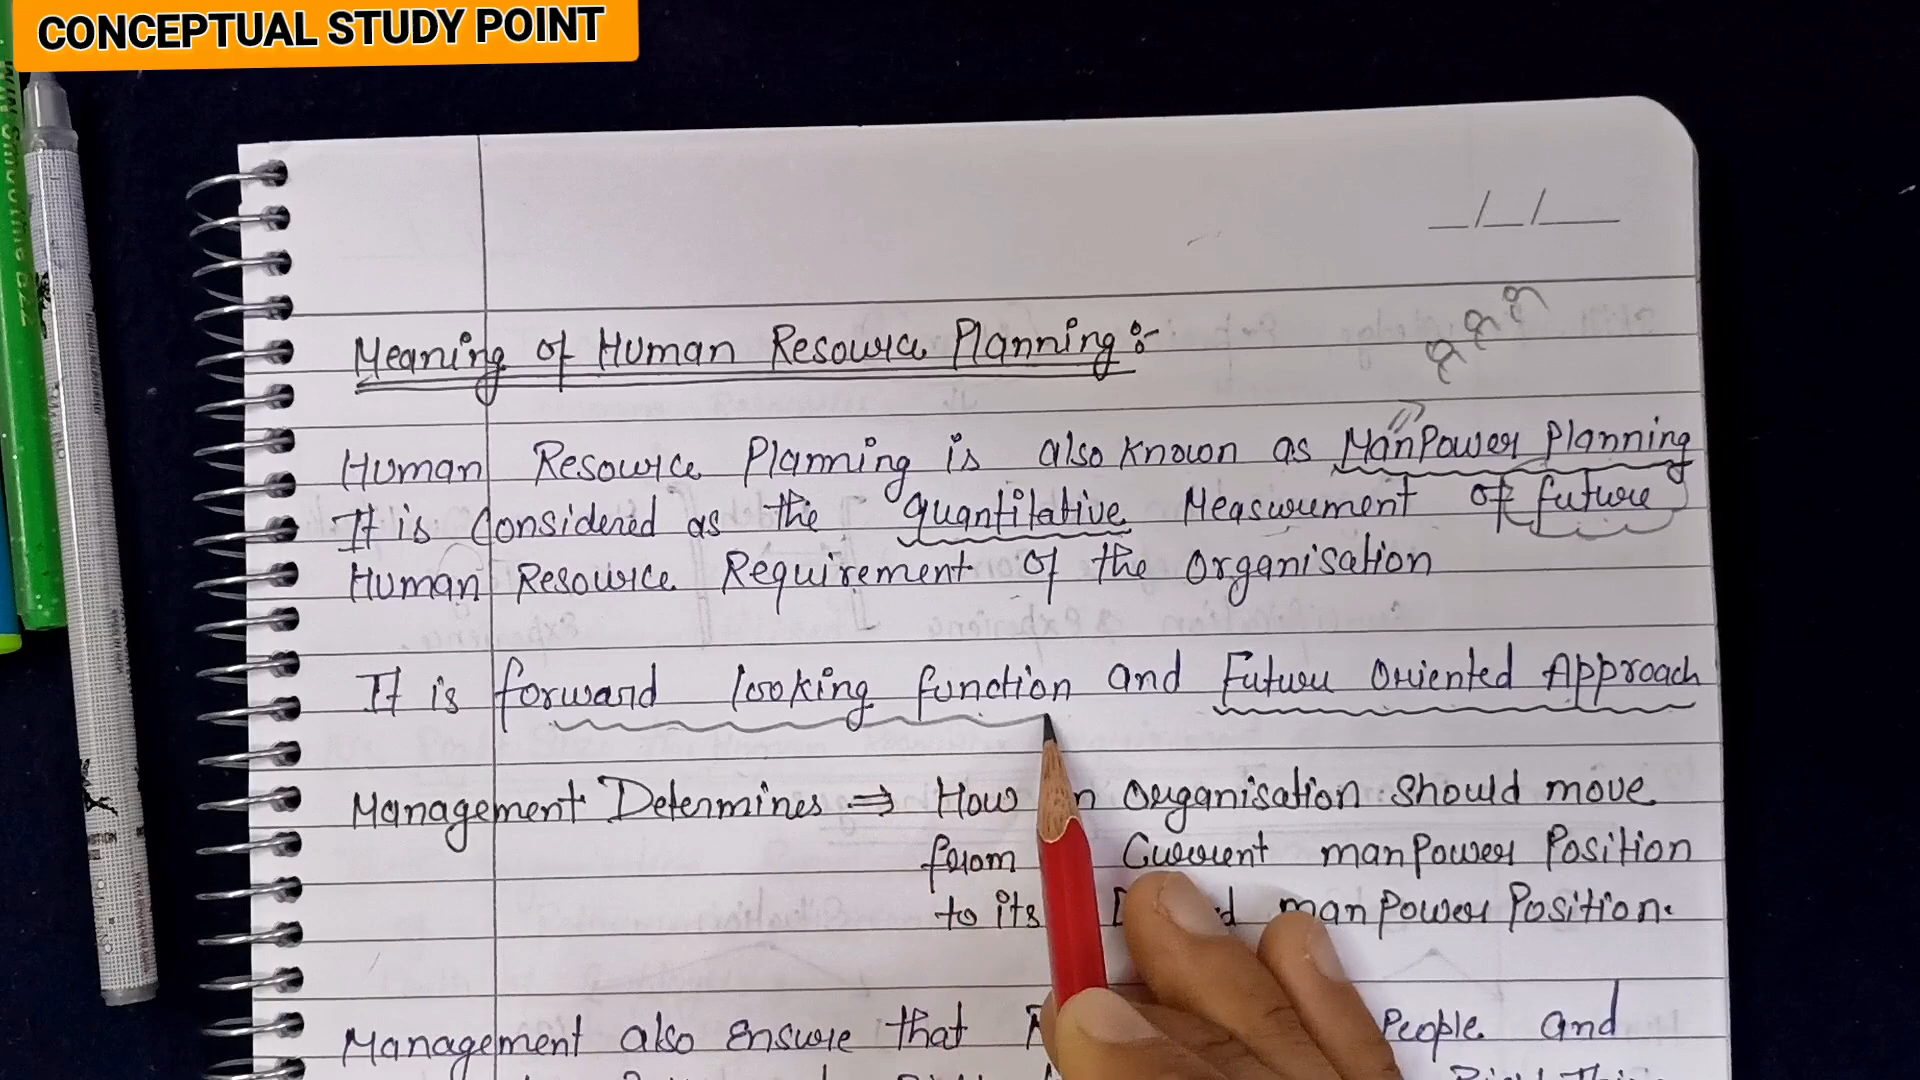 CONCEPTUAL STUDY POINT
_/_/__
Meaning of Human Resource Planning :-
Human Resource Planning is also known as ManPower Planning
It is Considered as the quantitative Measurement of future
Human Resource Requirement of the Organisation
It is forward looking function and Future Oriented Approach
Management Determines ⇒ How Organisation should move
from Current manpower Position
to its manpower Position.
Management also ensure that People and